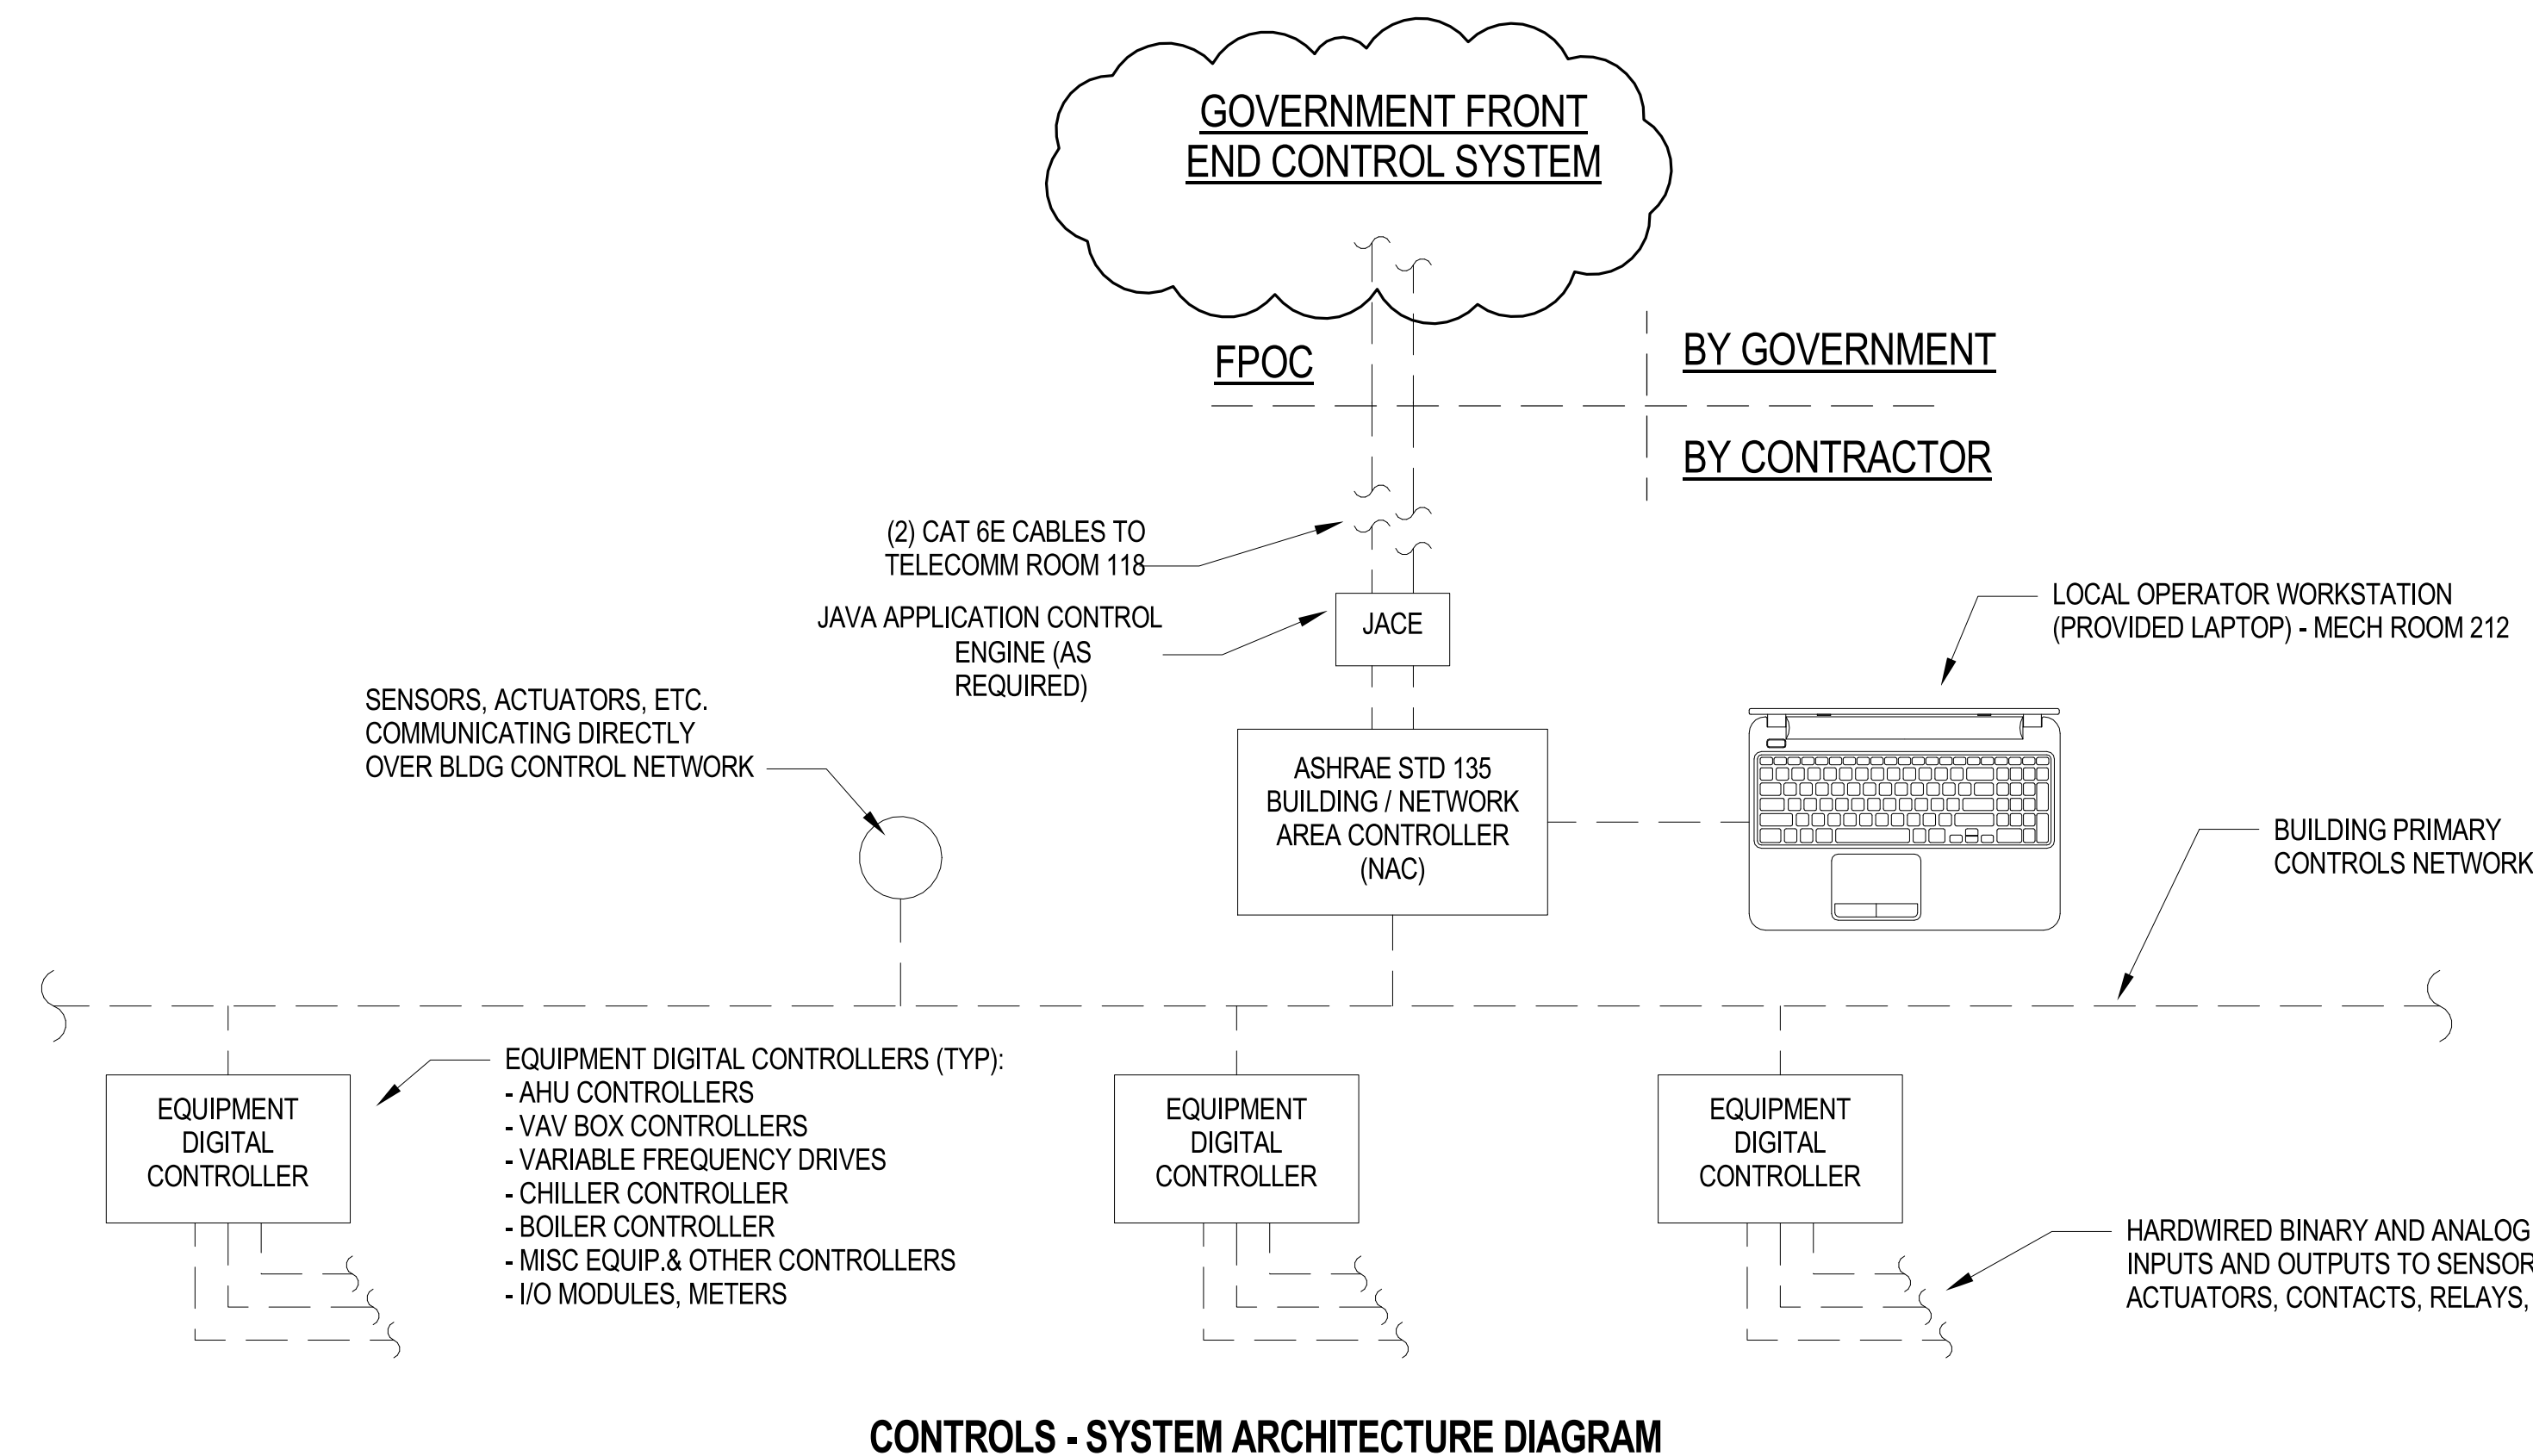 GOVERNMENT FRONT
END CONTROL SYSTEM
FPOC
BY GOVERNMENT
BY CONTRACTOR
(2) CAT 6E CABLES TO
TELECOMM ROOM 118
JAVA APPLICATION CONTROL
ENGINE (AS
REQUIRED)
JACE
LOCAL OPERATOR WORKSTATION
(PROVIDED LAPTOP) - MECH ROOM 212
SENSORS, ACTUATORS, ETC.
COMMUNICATING DIRECTLY
OVER BLDG CONTROL NETWORK
ASHRAE STD 135
BUILDING / NETWORK
AREA CONTROLLER
(NAC)
BUILDING PRIMARY
CONTROLS NETWORK
EQUIPMENT
DIGITAL
CONTROLLER
EQUIPMENT DIGITAL CONTROLLERS (TYP):
- AHU CONTROLLERS
- VAV BOX CONTROLLERS
- VARIABLE FREQUENCY DRIVES
- CHILLER CONTROLLER
- BOILER CONTROLLER
- MISC EQUIP.& OTHER CONTROLLERS
- I/O MODULES, METERS
EQUIPMENT
DIGITAL
CONTROLLER
EQUIPMENT
DIGITAL
CONTROLLER
HARDWIRED BINARY AND ANALOG
INPUTS AND OUTPUTS TO SENSOR
ACTUATORS, CONTACTS, RELAYS,
CONTROLS - SYSTEM ARCHITECTURE DIAGRAM